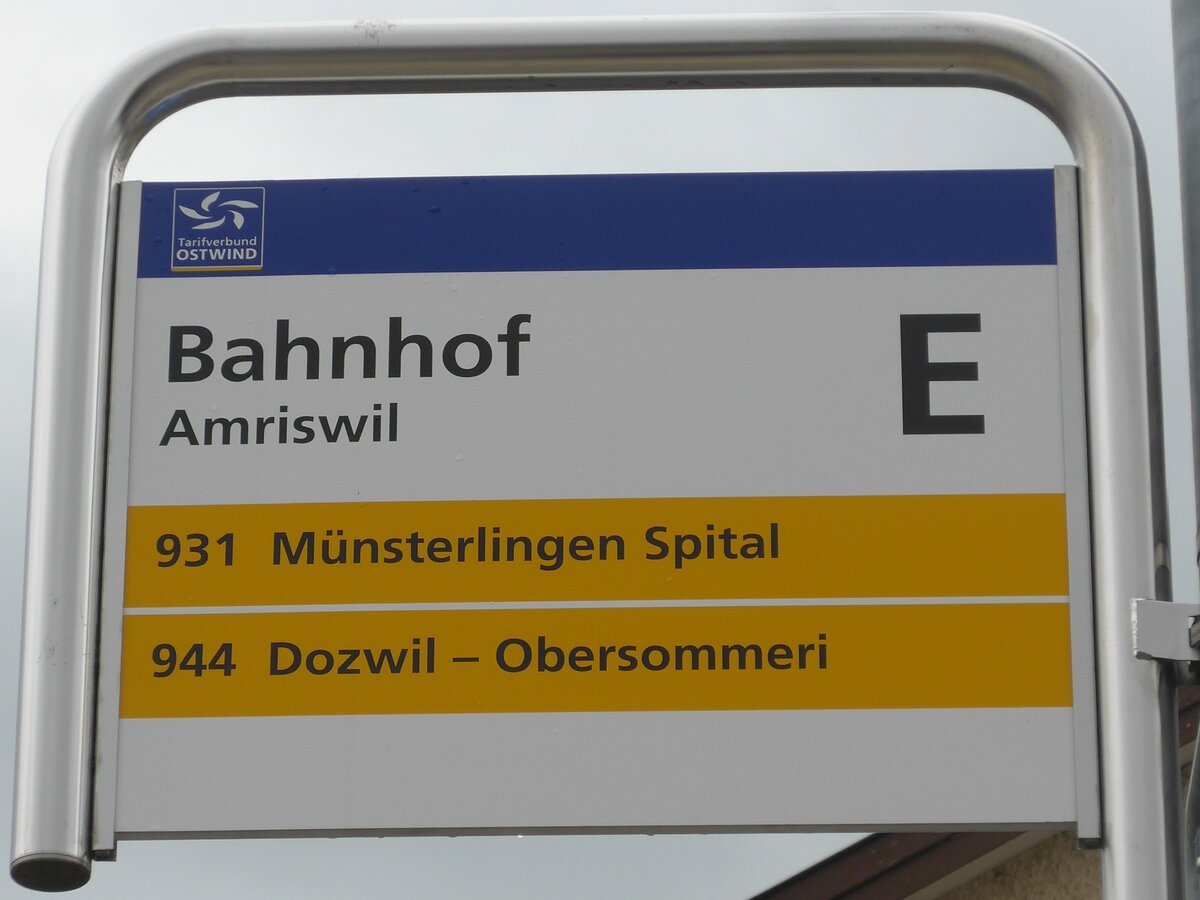 Tarifverbund
OSTWIND
Bahnhof
Amriswil
E
931 Münsterlingen Spital
944 Dozwil – Obersommeri